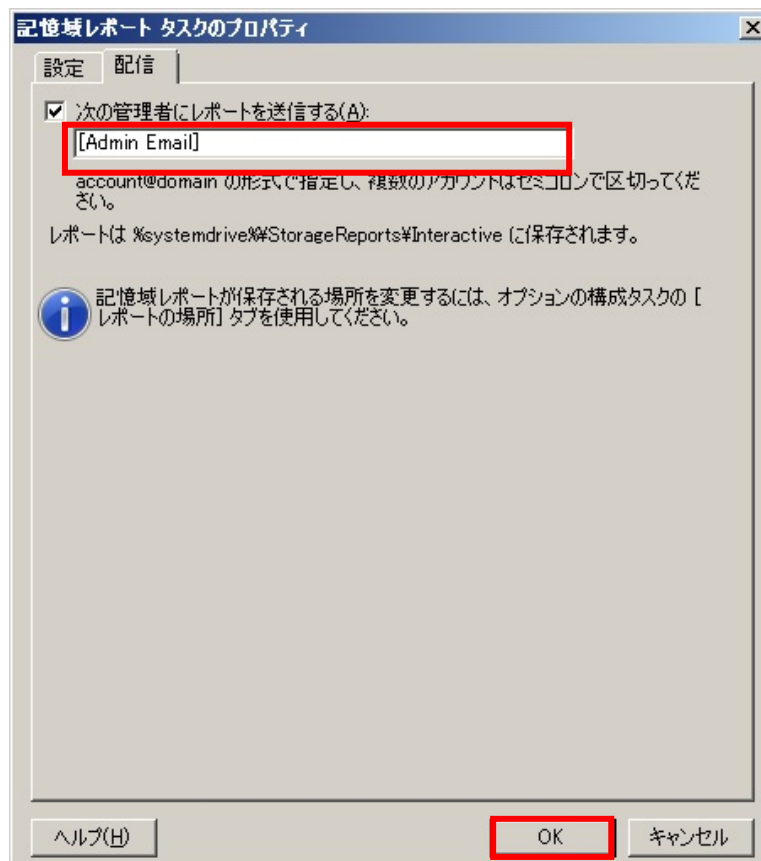 記憶域レポート タスクのプロパティ
設定 配信
次の管理者にレポートを送信する(A):
[Admin Email]
account@domain の形式で指定し、複数のアカウントはセミコロンで区切ってくだ
さい。
レポートは %systemdrive%¥StorageReports¥Interactive に保存されます。
記憶域レポートが保存される場所を変更するには、オプションの構成タスクの [
レポートの場所] タブを使用してください。
ヘルプ(H) OK キャンセル